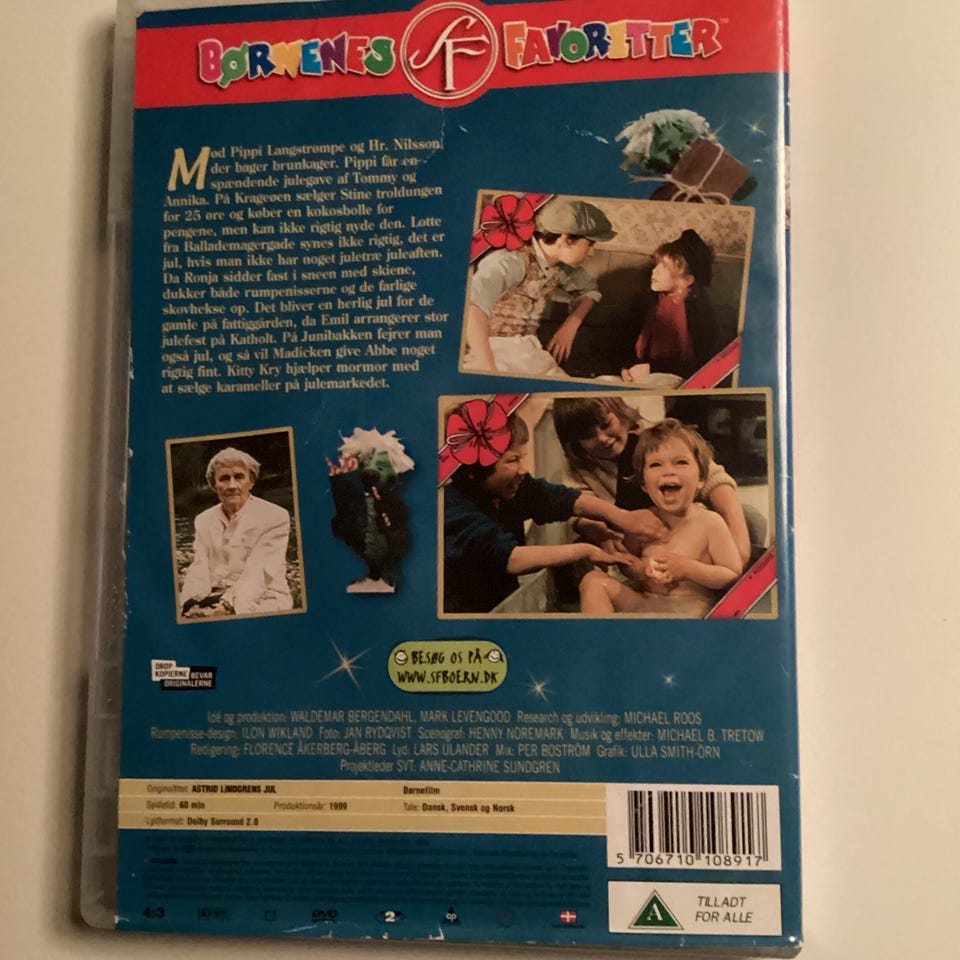 BØRNENES SF FAVORITTER™
Mød Pippi Langstrømpe og Hr. Nilsson,
der bager brunkager. Pippi får en
spændende julegave af Tommy og
Annika. På Krageøen sælger Stine troldungen
for 25 øre og køber en kokosbolle for
pengene, men kan ikke rigtig nyde den. Lotte
fra Ballademagergade synes ikke rigtig, det er
jul, hvis man ikke har noget juletræ juleaften.
Da Ronja sidder fast i sneen med skiene,
dukker både rumpenisserne og de farlige
skovhekse op. Det bliver en herlig jul for de
gamle på fattiggården, da Emil arrangerer stor
julefest på Katholt. På Junibakken fejrer man
også jul, og så vil Madicken give Abbe noget
rigtig fint. Kitty Kry hjælper mormor med
at sælge karameller på julemarkedet.
DROP
KOPIERNE BEVAR
ORIGINALERNE
BESØG OS PÅ
WWW.SFBOERN.DK
Idé og produktion: WALDEMAR BERGENDAHL, MARK LEVENGOOD Research og udvikling: MICHAEL ROOS
Rumpenisse-design: ILON WIKLAND Foto: JAN RYDQVIST Scenograf: HENNY NOREMARK Musik og effekter: MICHAEL B. TRETOW
Redigering: FLORENCE ÅKERBERG-ÅBERG Lyd: LARS ULANDER Mix: PER BOSTRÖM Grafik: ULLA SMITH-ÖRN
Projektleder SVT: ANNE-CATHRINE SUNDGREN
Originaltitel: ASTRID LINDGRENS JUL Børnefilm
Spilletid: 60 min Produktionsår: 1999 Tale: Dansk, Svensk og Norsk
Lydformat: Dolby Surround 2.0
5 706710 108917
4:3 DVD 2
A TILLADT
FOR ALLE